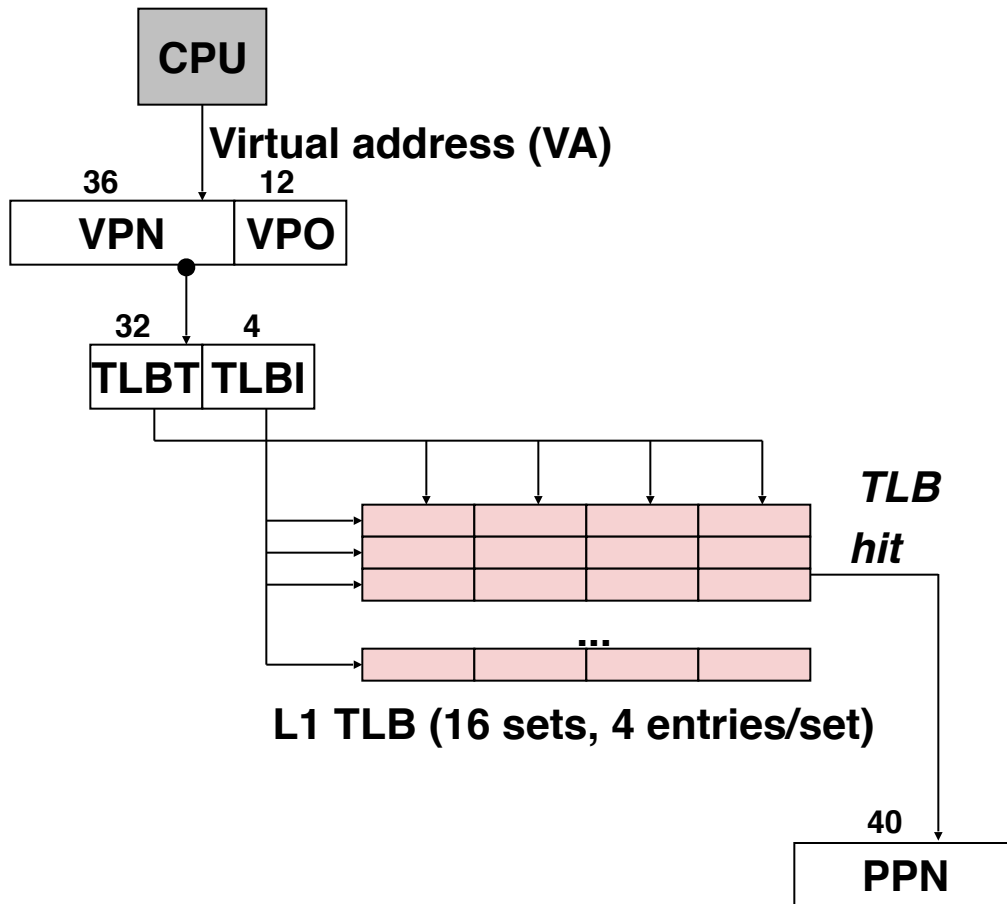 CPU
Virtual address (VA)
36 12
VPN VPO
32 4
TLBT TLBI
TLB
hit
...
L1 TLB (16 sets, 4 entries/set)
40
PPN